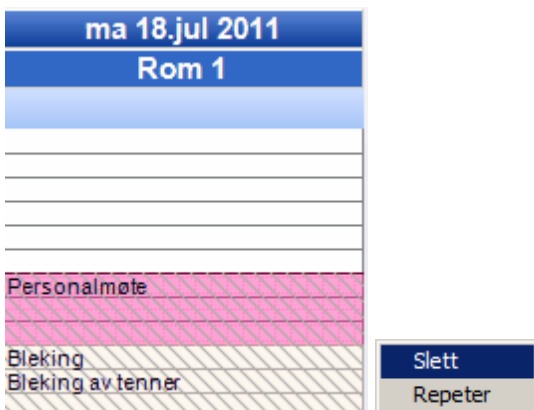 ma 18.jul 2011
Rom 1
Personalmøte
Bleking
Bleking av tenner
Slett
Repeter